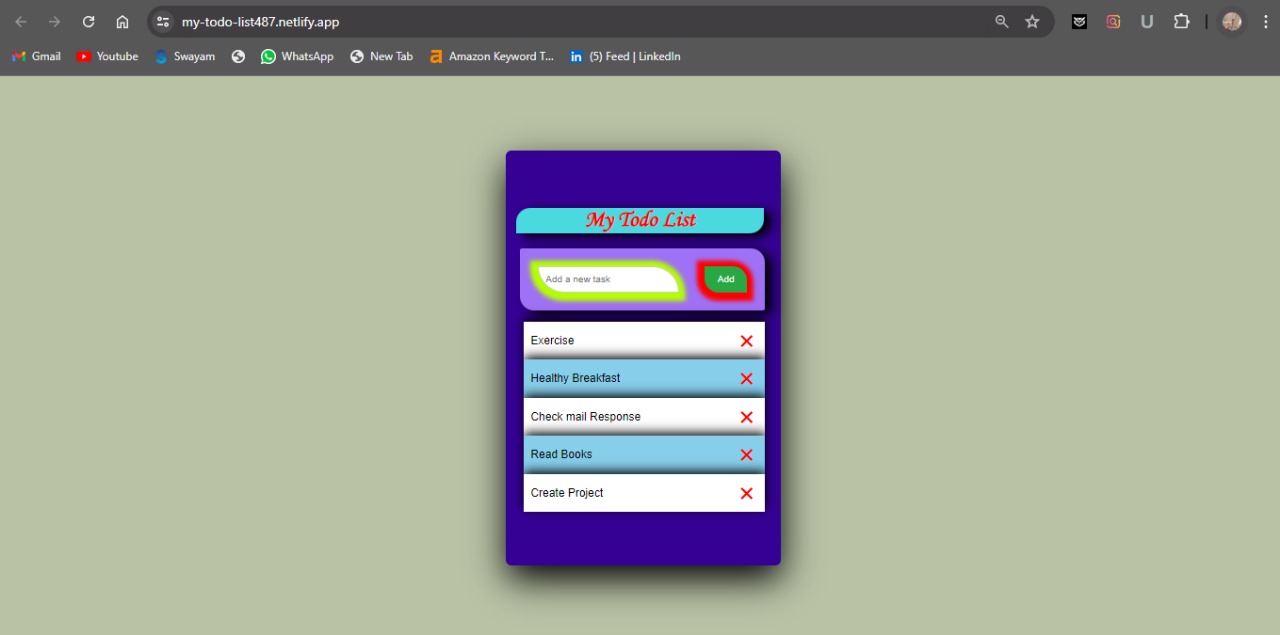 my-todo-list487.netlify.app
Gmail Youtube Swayam WhatsApp New Tab Amazon Keyword T... (5) Feed | LinkedIn
My Todo List
Add a new task Add
Exercise
Healthy Breakfast
Check mail Response
Read Books
Create Project